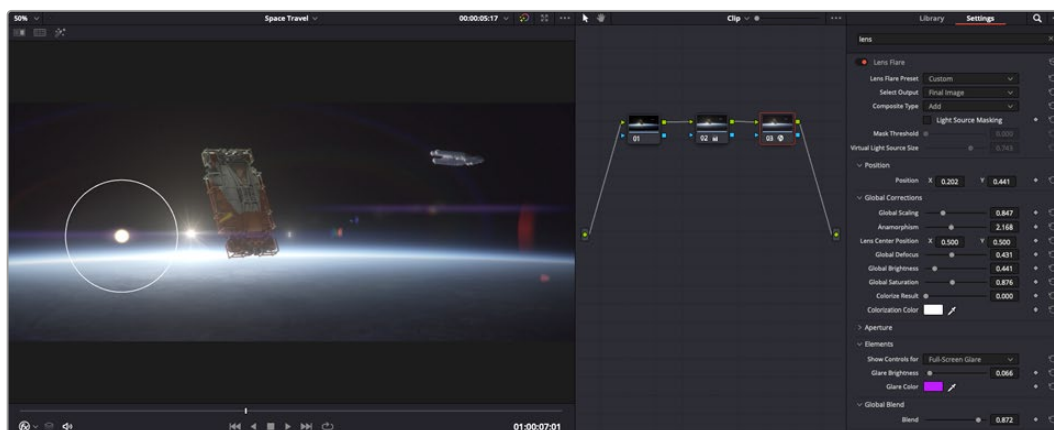 50%
Space Travel
00:00:05:17
Clip
Library
Settings
lens
Lens Flare
Lens Flare Preset Custom
Select Output Final Image
Composite Type Add
Light Source Masking
Mask Threshold 0.000
Virtual Light Source Size 0.763
Position
Position X 0.202 Y 0.441
Global Corrections
Global Scaling 0.847
Anamorphism 2.168
Lens Center Position X 0.500 Y 0.500
Global Defocus 0.431
Global Brightness 0.441
Global Saturation 0.876
Colorize Result 0.000
Colorization Color
Aperture
Elements
Show Controls for Full-Screen Glare
Glare Brightness 0.066
Glare Color
Global Blend
Blend 0.872
01
02
03
01:00:07:01